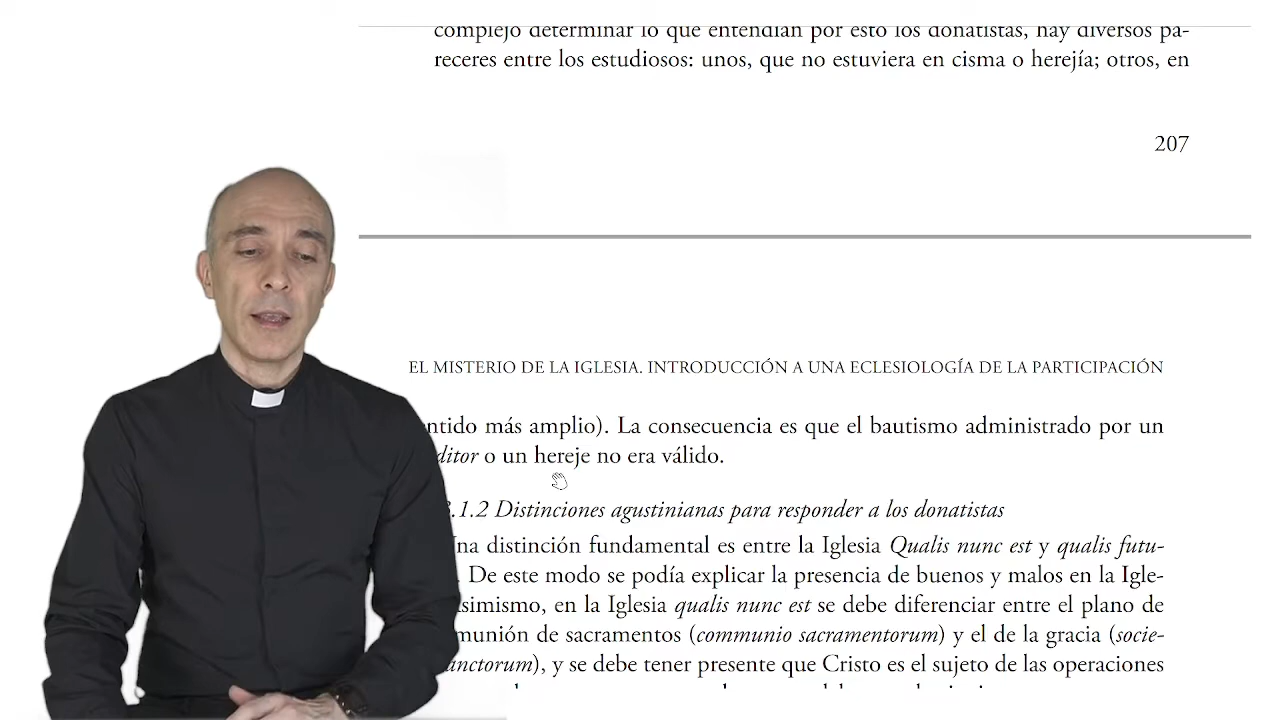 complejo determinar lo que entendían por esto los donatistas, hay diversos pa-
receres entre los estudiosos: unos, que no estuviera en cisma o herejía; otros, en
207
EL MISTERIO DE LA IGLESIA. INTRODUCCIÓN A UNA ECLESIOLOGÍA DE LA PARTICIPACIÓN
ntido más amplio). La consecuencia es que el bautismo administrado por un
ditor o un hereje no era válido.
.1.2 Distinciones agustinianas para responder a los donatistas
na distinción fundamental es entre la Iglesia Qualis nunc est y qualis futu-
. De este modo se podía explicar la presencia de buenos y malos en la Igle-
simismo, en la Iglesia qualis nunc est se debe diferenciar entre el plano de
munión de sacramentos (communio sacramentorum) y el de la gracia (socie-
anctorum), y se debe tener presente que Cristo es el sujeto de las operaciones